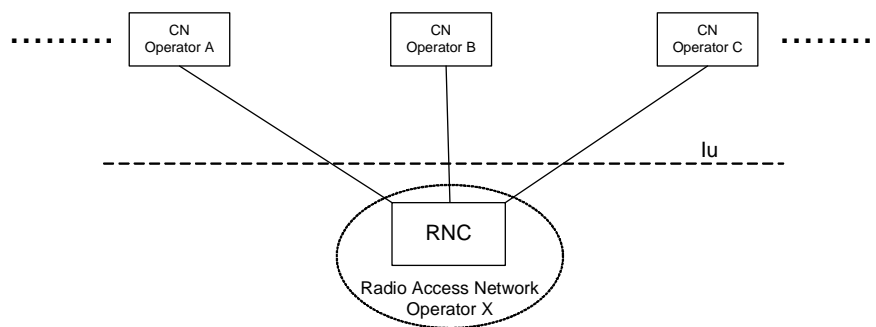 CN
Operator A
CN
Operator B
CN
Operator C
Iu
RNC
Radio Access Network
Operator X